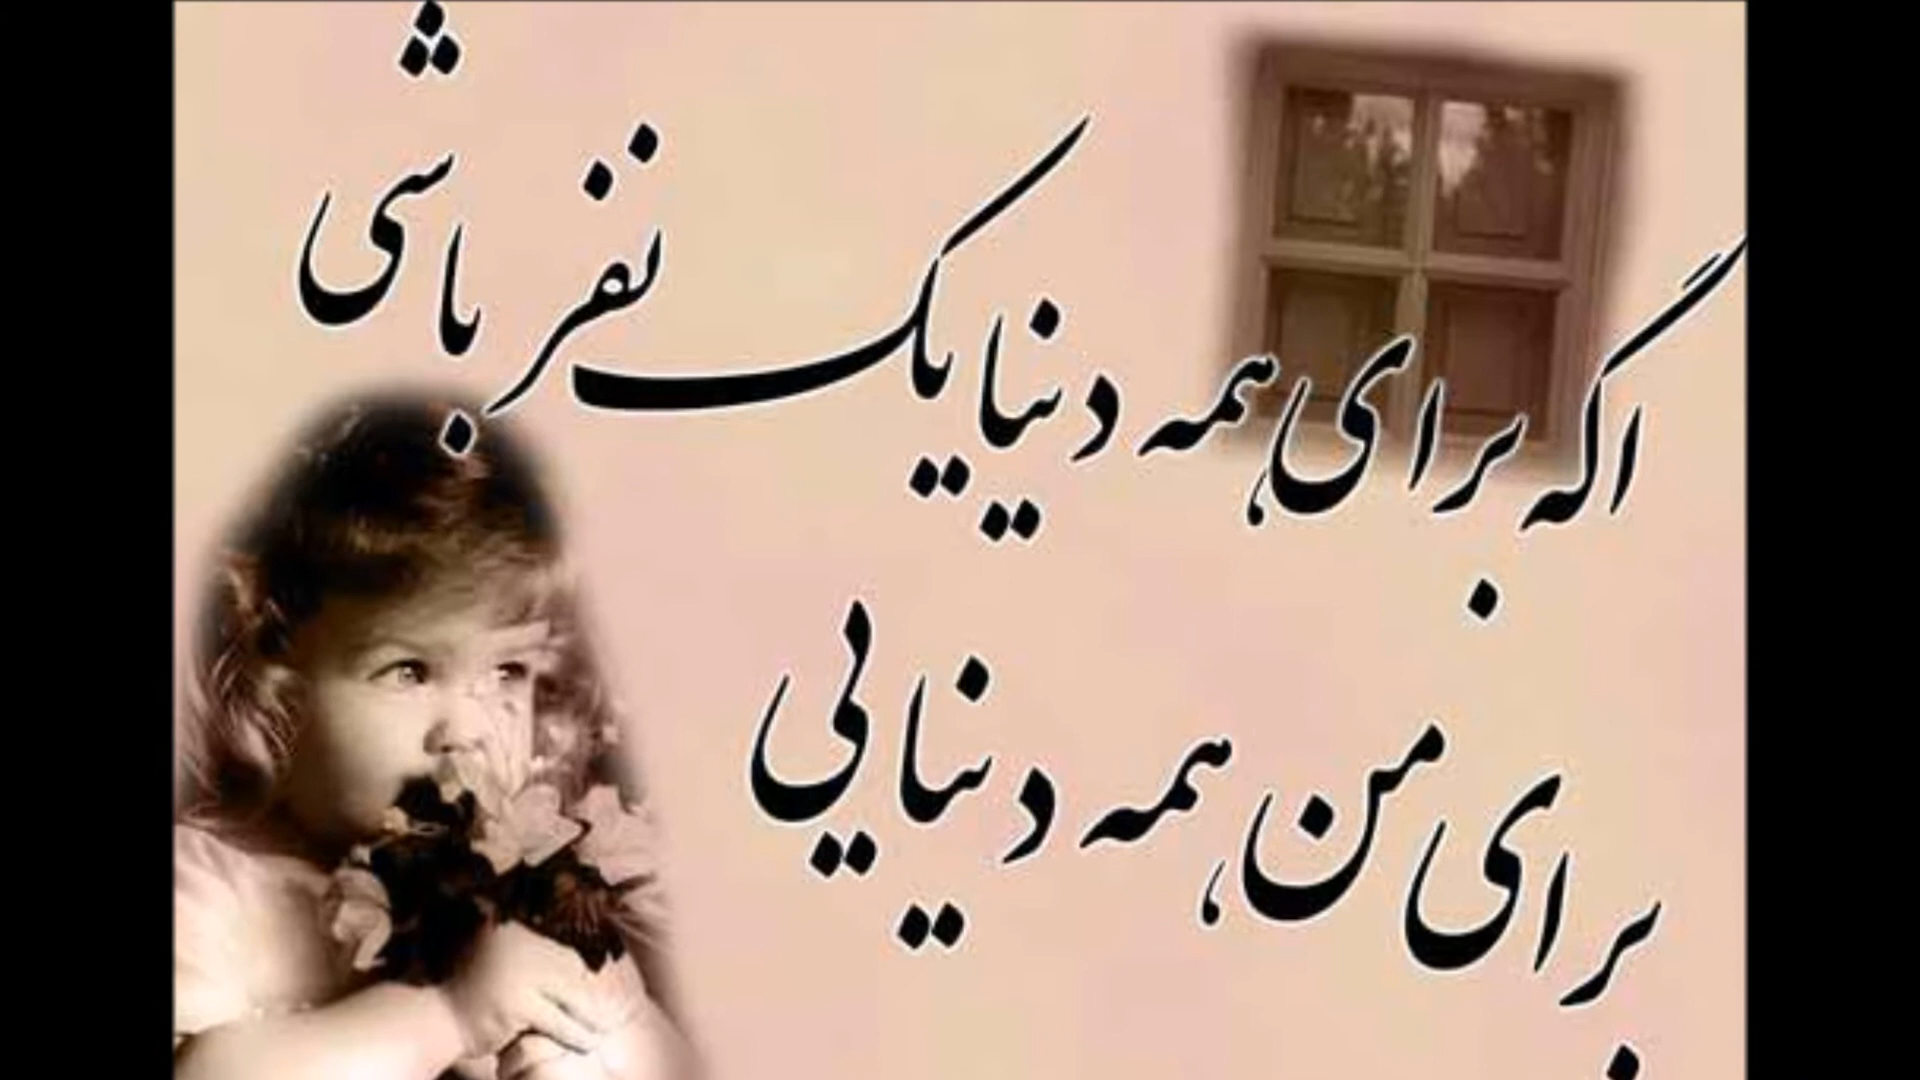 اگه برای همه دنیا یک نفر باشی
برای من همه دنیایی